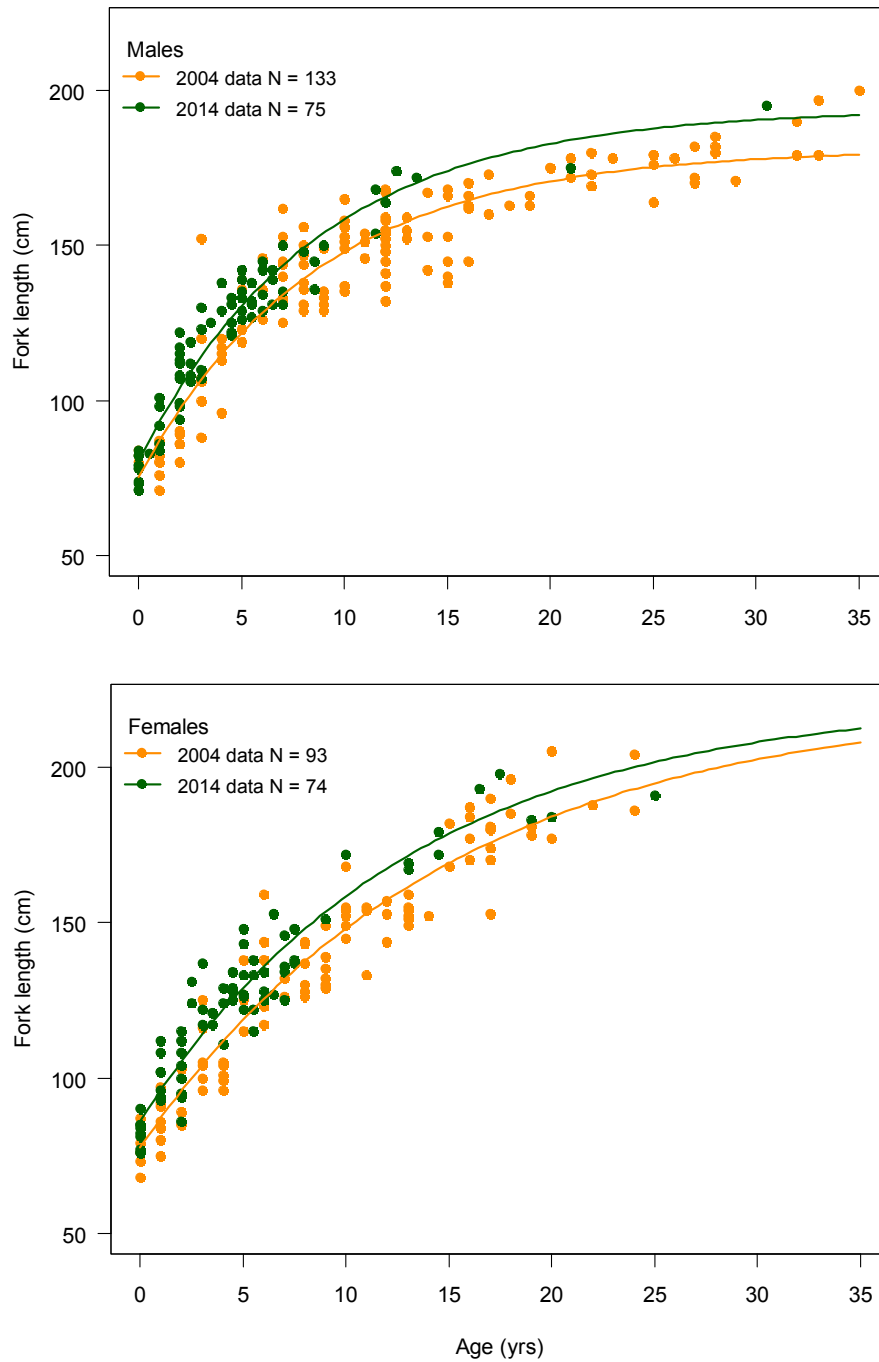 Males
2004 data N = 133
2014 data N = 75
200
150
100
50
Fork length (cm)
0 5 10 15 20 25 30 35
Females
2004 data N = 93
2014 data N = 74
200
150
100
50
Fork length (cm)
0 5 10 15 20 25 30 35
Age (yrs)